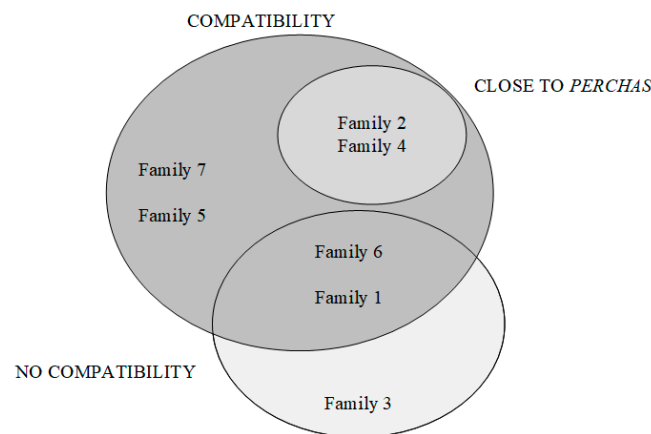 COMPATIBILITY
CLOSE TO PERCHAS
Family 2
Family 4
Family 7
Family 5
Family 6
Family 1
NO COMPATIBILITY
Family 3